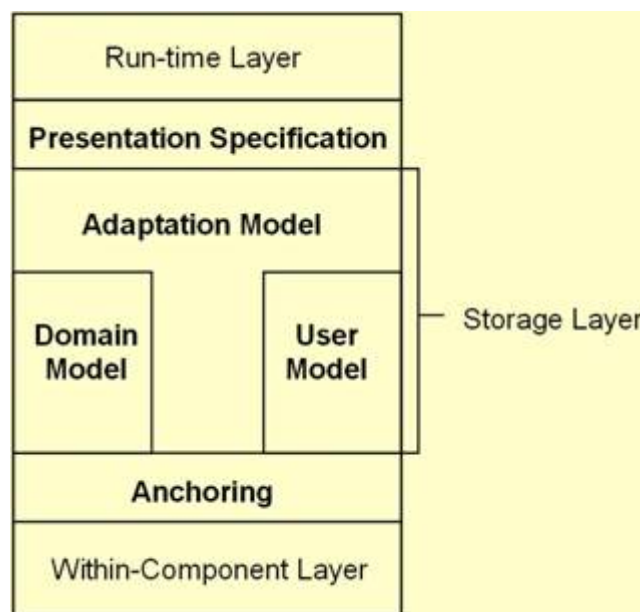 Run-time Layer
Presentation Specification
Adaptation Model
Domain
Model
User
Model
Storage Layer
Anchoring
Within-Component Layer